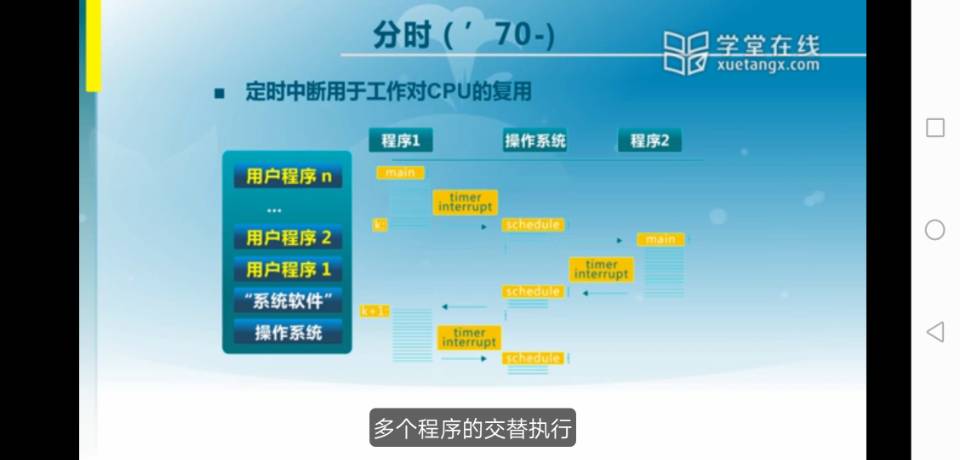 分时 ( ’ 70-)
学堂在线
xuetangx.com
■ 定时中断用于工作对CPU的复用
程序1
操作系统
程序2
用户程序 n
...
用户程序 2
用户程序 1
“系统软件”
操作系统
main
timer
interrupt
k
schedule
main
timer
interrupt
schedule
k+1
timer
interrupt
schedule
多个程序的交替执行